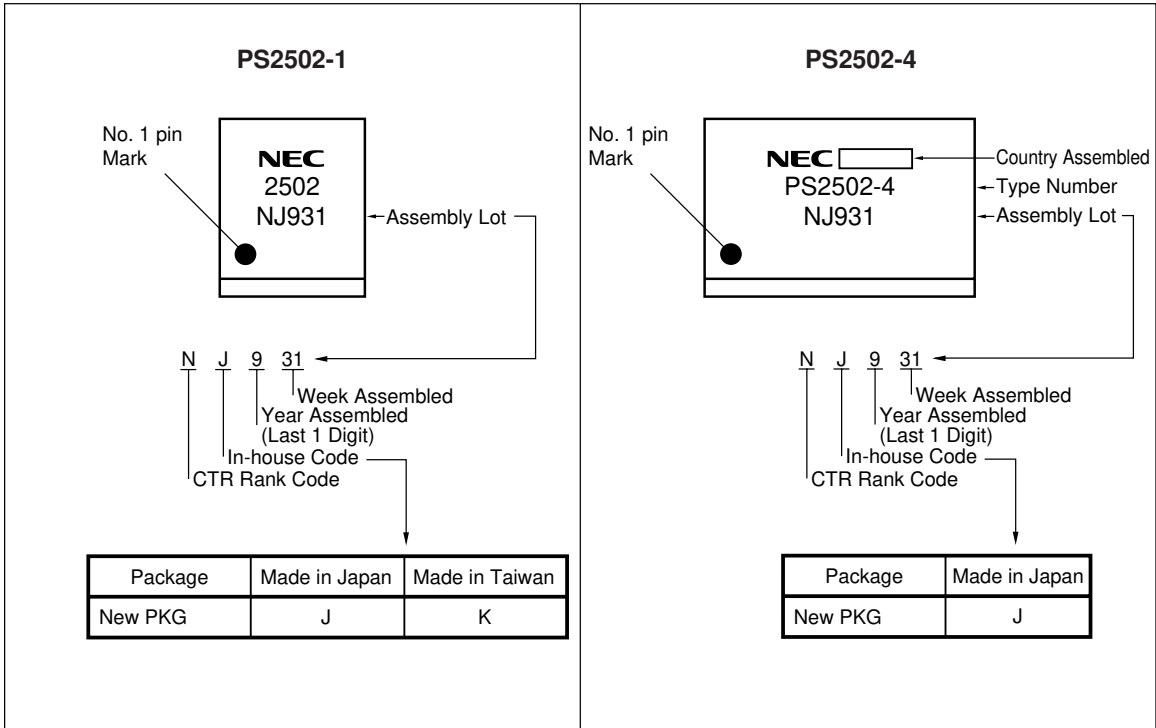 PS2502-1
No. 1 pin
Mark
NEC
2502
NJ931
Assembly Lot
N J 9 31
Week Assembled
Year Assembled
(Last 1 Digit)
In-house Code
CTR Rank Code
Package Made in Japan Made in Taiwan
New PKG J K
PS2502-4
No. 1 pin
Mark
NEC
Country Assembled
PS2502-4
Type Number
NJ931
Assembly Lot
N J 9 31
Week Assembled
Year Assembled
(Last 1 Digit)
In-house Code
CTR Rank Code
Package Made in Japan
New PKG J